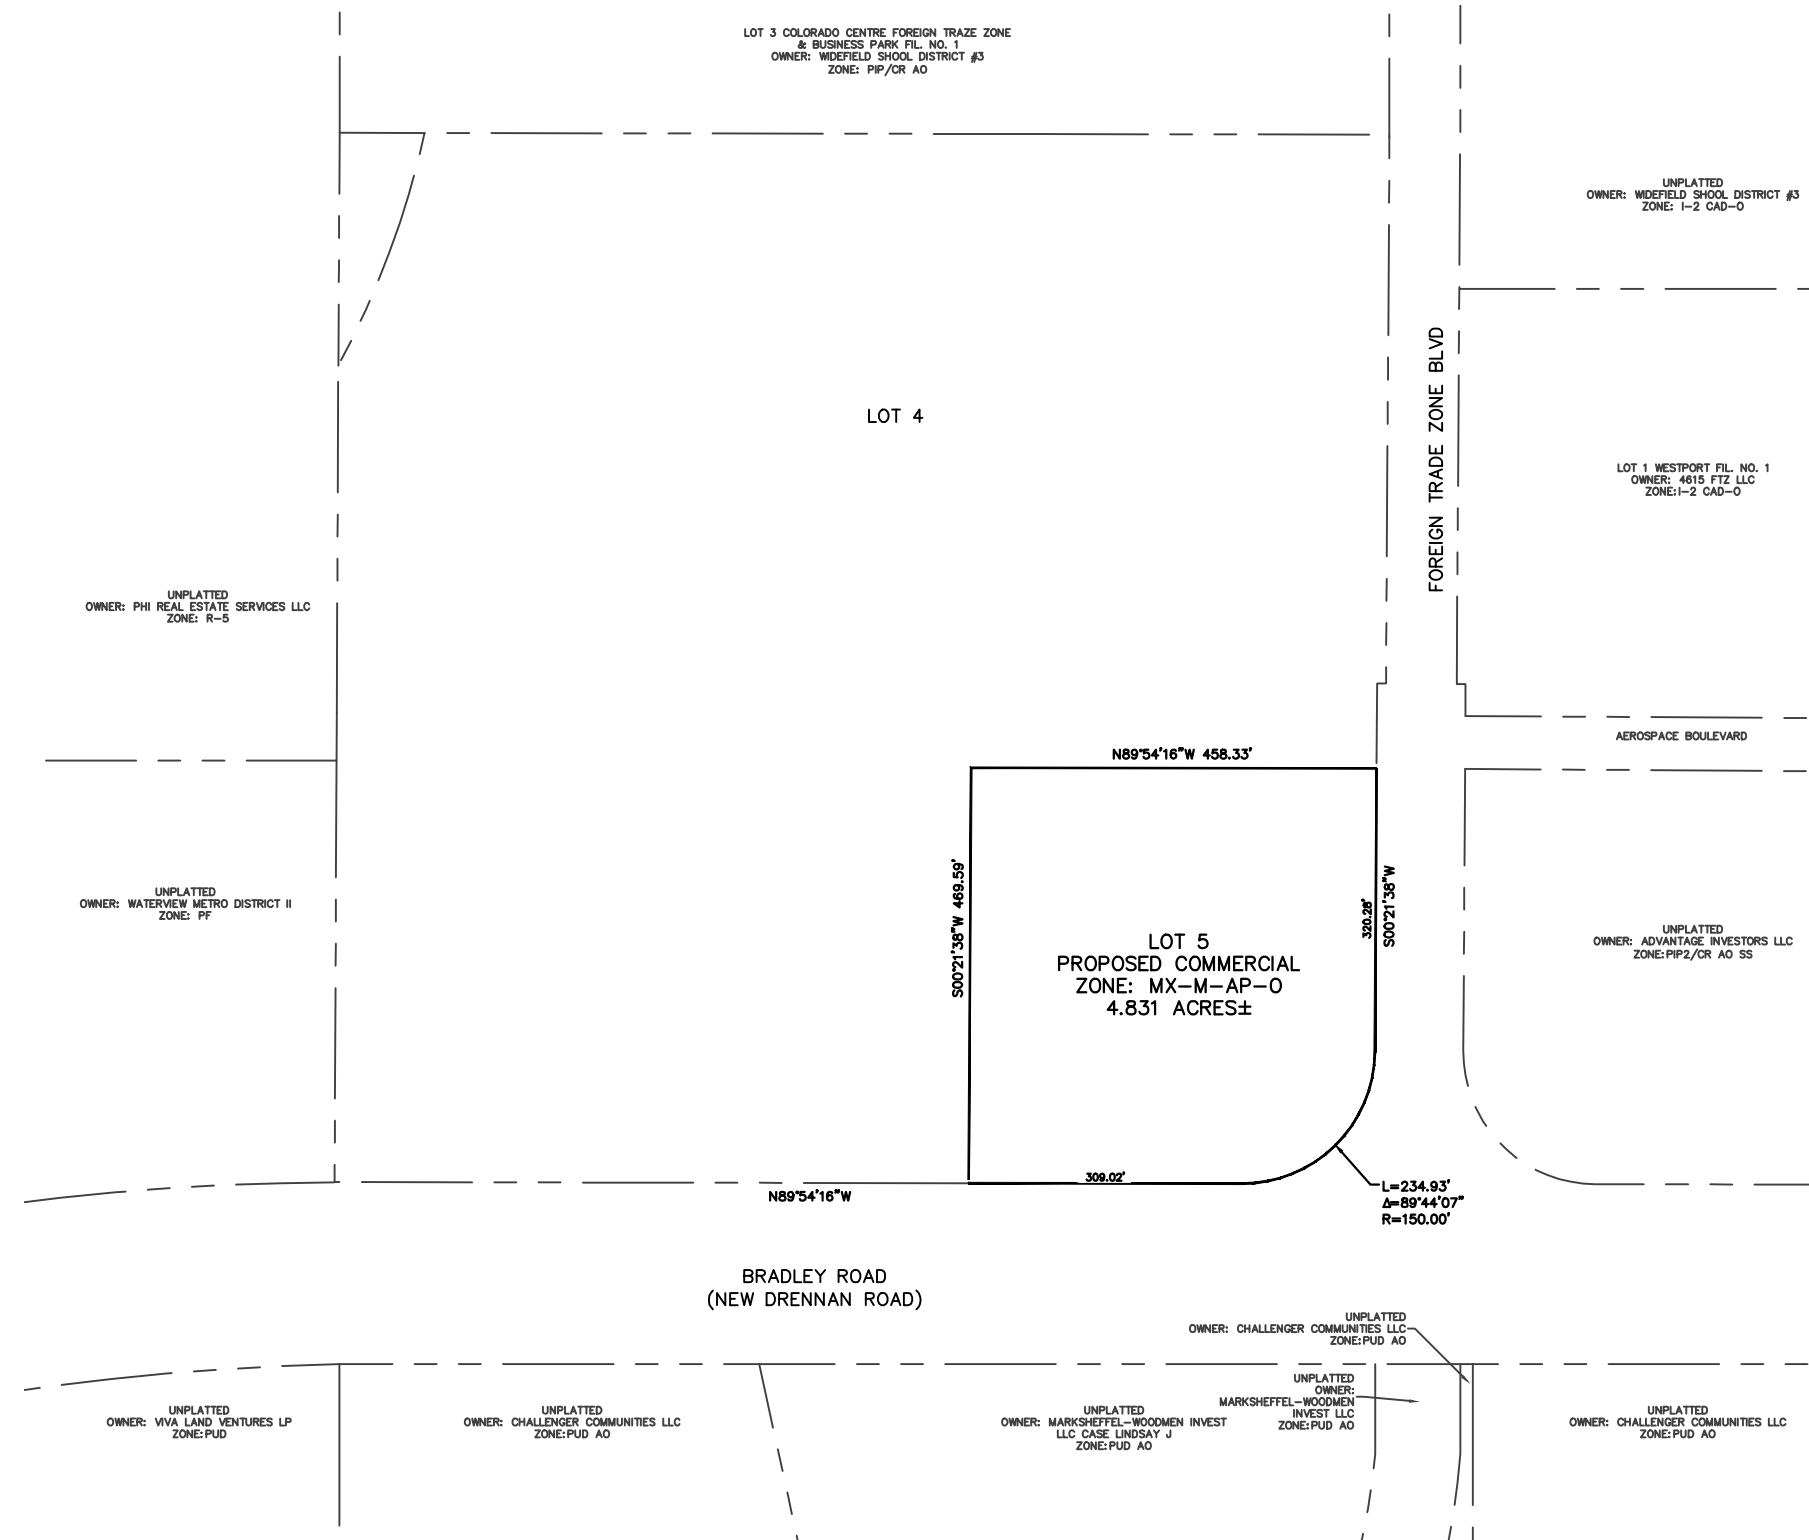 LOT 3 COLORADO CENTRE FOREIGN TRAZE ZONE
& BUSINESS PARK FIL. NO. 1
OWNER: WIDEFIELD SHOOL DISTRICT #3
ZONE: PIP/CR AO
UNPLATTED
OWNER: WIDEFIELD SHOOL DISTRICT #3
ZONE: I-2 CAD-O
FOREIGN TRADE ZONE BLVD
LOT 4
LOT 1 WESTPORT FIL. NO. 1
OWNER: 4615 FTZ LLC
ZONE:I-2 CAD-O
UNPLATTED
OWNER: PHI REAL ESTATE SERVICES LLC
ZONE: R-5
AEROSPACE BOULEVARD
N89°54'16"W 458.33'
S00°21'38"W 469.59'
320.28'
S00°21'38"W
UNPLATTED
OWNER: WATERVIEW METRO DISTRICT II
ZONE: PF
LOT 5
PROPOSED COMMERCIAL
ZONE: MX-M-AP-O
4.831 ACRES±
UNPLATTED
OWNER: ADVANTAGE INVESTORS LLC
ZONE:PIP2/CR AO SS
309.02'
N89°54'16"W
L=234.93'
Δ=89°44'07"
R=150.00'
BRADLEY ROAD
(NEW DRENNAN ROAD)
UNPLATTED
OWNER: CHALLENGER COMMUNITIES LLC
ZONE:PUD AO
UNPLATTED
OWNER:
MARKSHEFFEL-WOODMEN
INVEST LLC
ZONE:PUD AO
UNPLATTED
OWNER: VIVA LAND VENTURES LP
ZONE:PUD
UNPLATTED
OWNER: CHALLENGER COMMUNITIES LLC
ZONE:PUD AO
UNPLATTED
OWNER: MARKSHEFFEL-WOODMEN INVEST
LLC CASE LINDSAY J
ZONE:PUD AO
UNPLATTED
OWNER: CHALLENGER COMMUNITIES LLC
ZONE:PUD AO